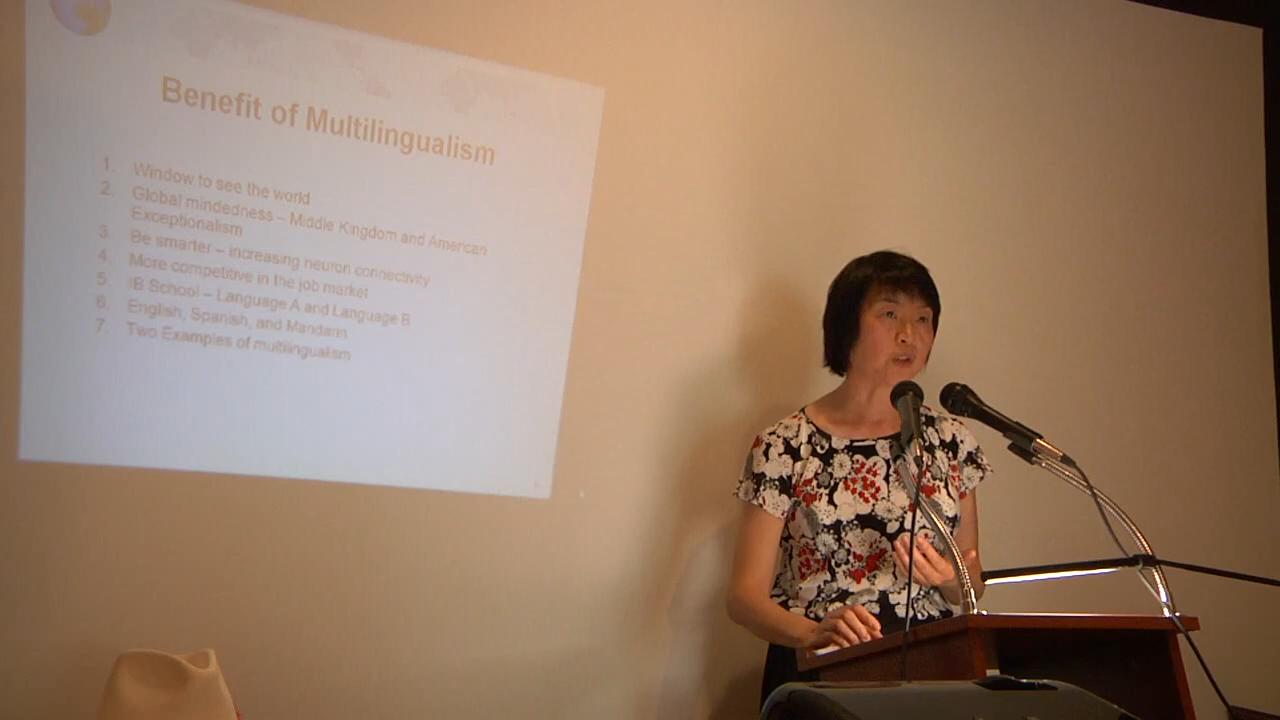 Benefit of Multilingualism
1. Window to see the world
2. Global mindedness – Middle Kingdom and American
Exceptionalism
3. Be smarter – increasing neuron connectivity
4. More competitive in the job market
5. IB School – Language A and Language B
6. English, Spanish, and Mandarin
7. Two Examples of multilingualism